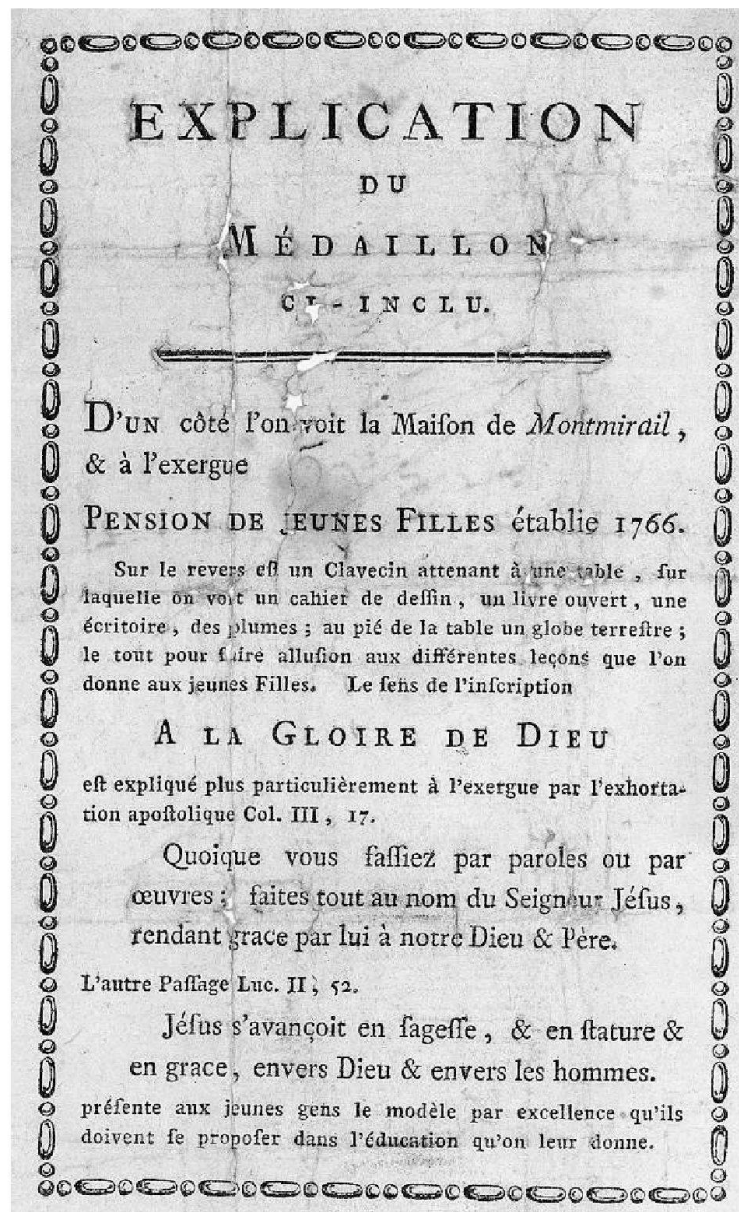 EXPLICATION
DU
MÉDAILLON
CI-INCLU.
D'UN côté l'on voit la Maiſon de Montmirail,
& à l'exergue
PENSION DE JEUNES FILLES établie 1766.
Sur le revers eſt un Clavecin attenant à une table, ſur
laquelle on voit un cahier de deſſin, un livre ouvert, une
écritoire, des plumes; au pié de la table un globe terreſtre;
le tout pour faire alluſion aux différentes leçons que l'on
donne aux jeunes Filles. Le ſens de l'inſcription
A LA GLOIRE DE DIEU
eſt expliqué plus particulièrement à l'exergue par l'exhorta-
tion apoſtolique Col. III, 17.
Quoique vous faſſiez par paroles ou par
œuvres; faites tout au nom du Seigneur Jéſus,
rendant grace par lui à notre Dieu & Père.
L'autre Paſſage Luc. II, 52.
Jéſus s'avançoit en ſageſſe, & en ſtature &
en grace, envers Dieu & envers les hommes.
préſente aux jeunes gens le modèle par excellence qu'ils
doivent ſe propoſer dans l'éducation qu'on leur donne.